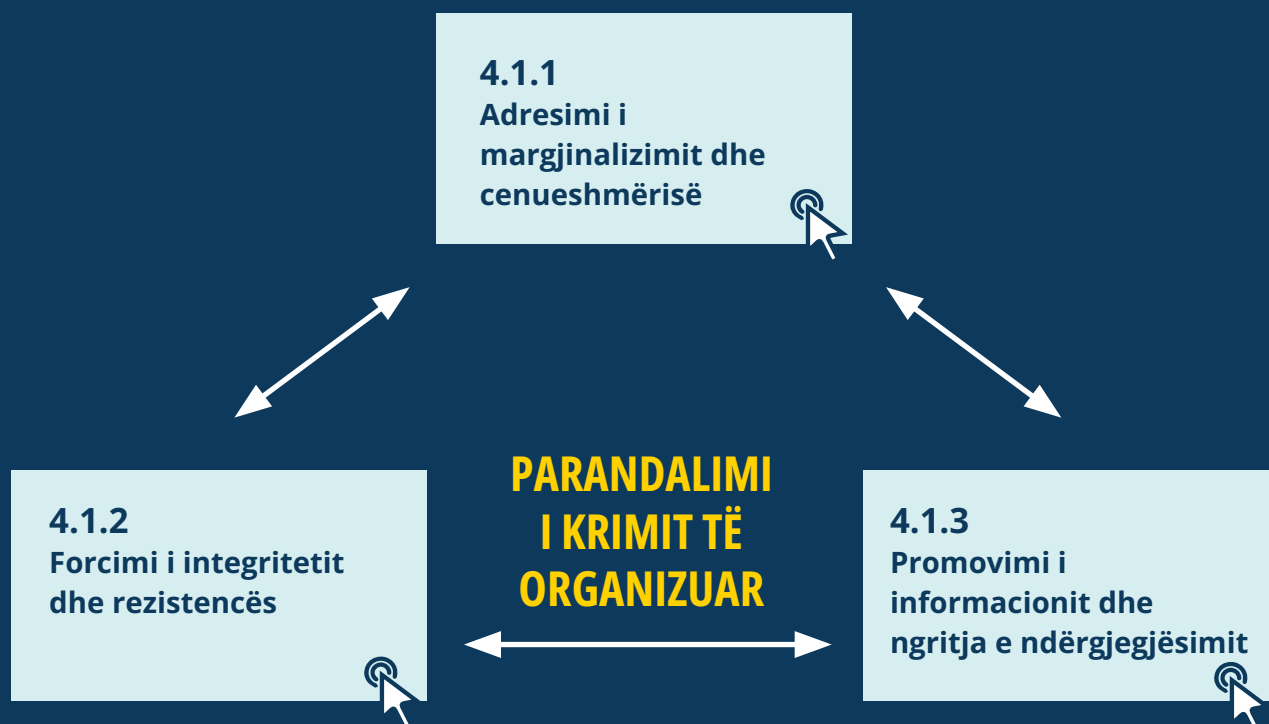 4.1.1
Adresimi i
margjinalizimit dhe
cenueshmërisë
4.1.2
Forcimi i integritetit
dhe rezistencës
PARANDALIMI
I KRIMIT TË
ORGANIZUAR
4.1.3
Promovimi i
informacionit dhe
ngritja e ndërgjegjësimit